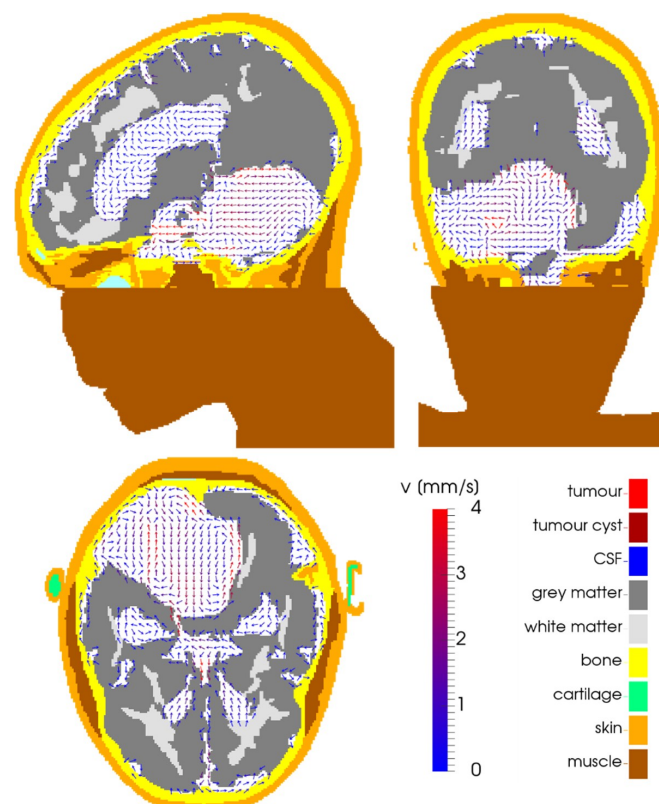 v (mm/s)
4
3
2
1
0
tumour
tumour cyst
CSF
grey matter
white matter
bone
cartilage
skin
muscle